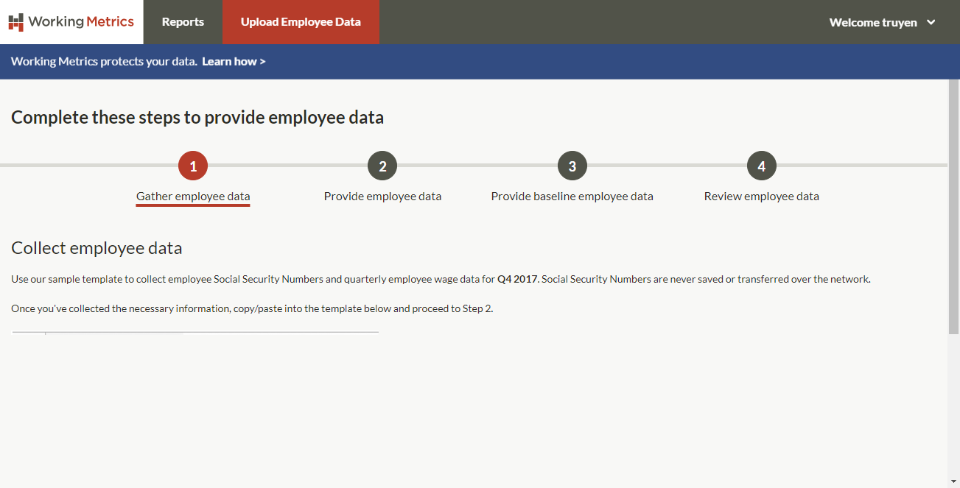 Working Metrics
Reports
Upload Employee Data
Welcome truyen
Working Metrics protects your data. Learn how >
Complete these steps to provide employee data
1
2
3
4
Gather employee data
Provide employee data
Provide baseline employee data
Review employee data
Collect employee data
Use our sample template to collect employee Social Security Numbers and quarterly employee wage data for Q4 2017. Social Security Numbers are never saved or transferred over the network.
Once you've collected the necessary information, copy/paste into the template below and proceed to Step 2.